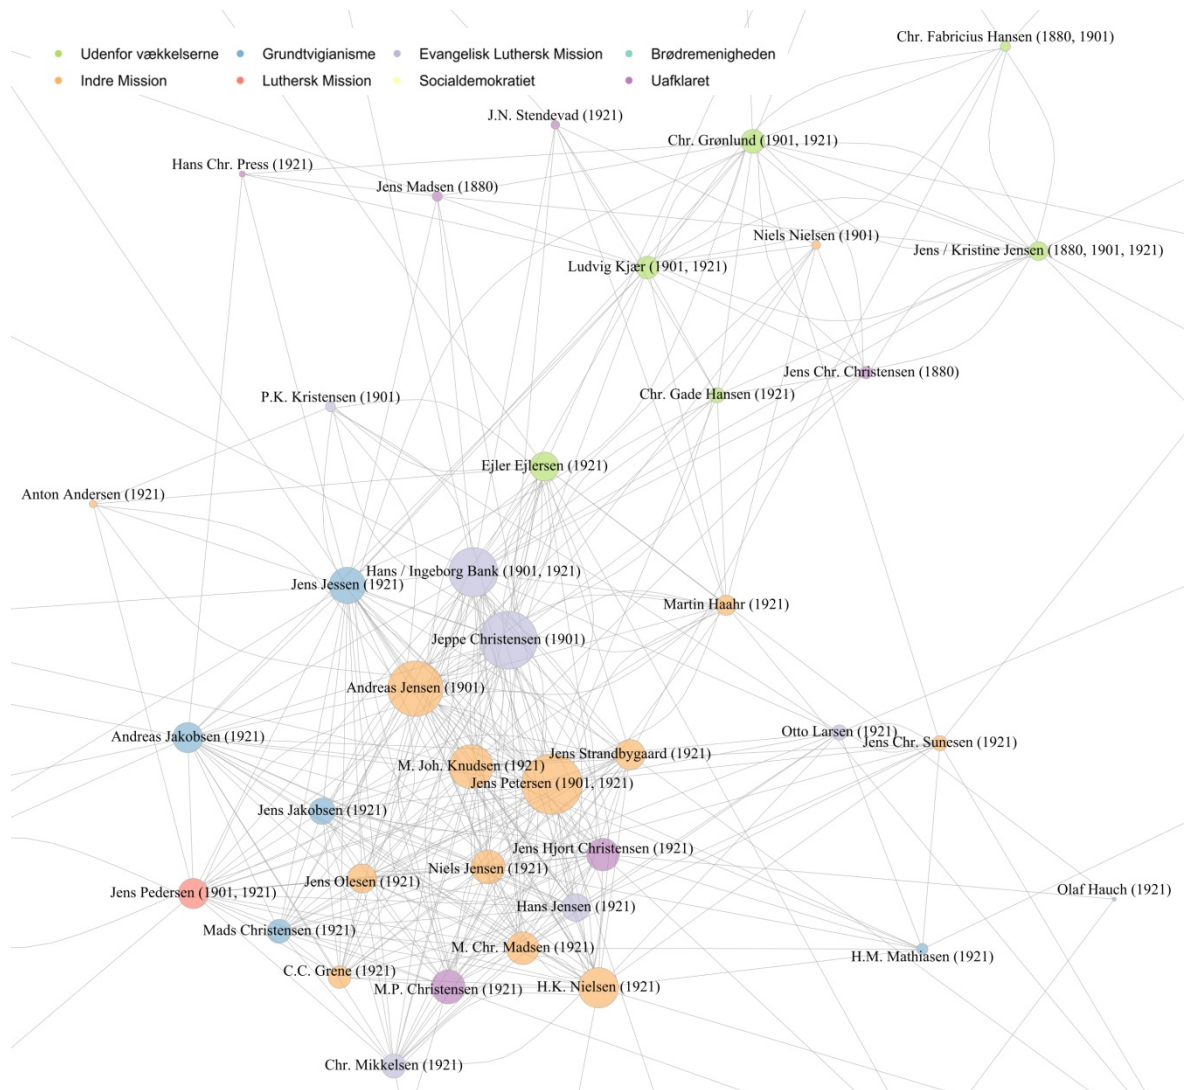 Chr. Fabricius Hansen (1880, 1901)
Udenfor vækkelserne
Grundtvigianisme
Evangelisk Luthersk Mission
Brødremenigheden
Indre Mission
Luthersk Mission
Socialdemokratiet
Uafklaret
J.N. Stendevad (1921)
Chr. Grønlund (1901, 1921)
Hans Chr. Press (1921)
Jens Madsen (1880)
Niels Nielsen (1901)
Jens / Kristine Jensen (1880, 1901, 1921)
Ludvig Kjær (1901, 1921)
Jens Chr. Christensen (1880)
Chr. Gade Hansen (1921)
P.K. Kristensen (1901)
Ejler Ejlersen (1921)
Anton Andersen (1921)
Hans / Ingeborg Bank (1901, 1921)
Jens Jessen (1921)
Martin Haahr (1921)
Jeppe Christensen (1901)
Andreas Jensen (1901)
Andreas Jakobsen (1921)
Otto Larsen (1921)
Jens Chr. Sunesen (1921)
Jens Strandbygaard (1921)
M. Joh. Knudsen (1921)
Jens Petersen (1901, 1921)
Jens Jakobsen (1921)
Jens Hjort Christensen (1921)
Niels Jensen (1921)
Jens Olesen (1921)
Jens Pedersen (1901, 1921)
Olaf Hauch (1921)
Hans Jensen (1921)
Mads Christensen (1921)
M. Chr. Madsen (1921)
H.M. Mathiasen (1921)
C.C. Grene (1921)
M.P. Christensen (1921)
H.K. Nielsen (1921)
Chr. Mikkelsen (1921)